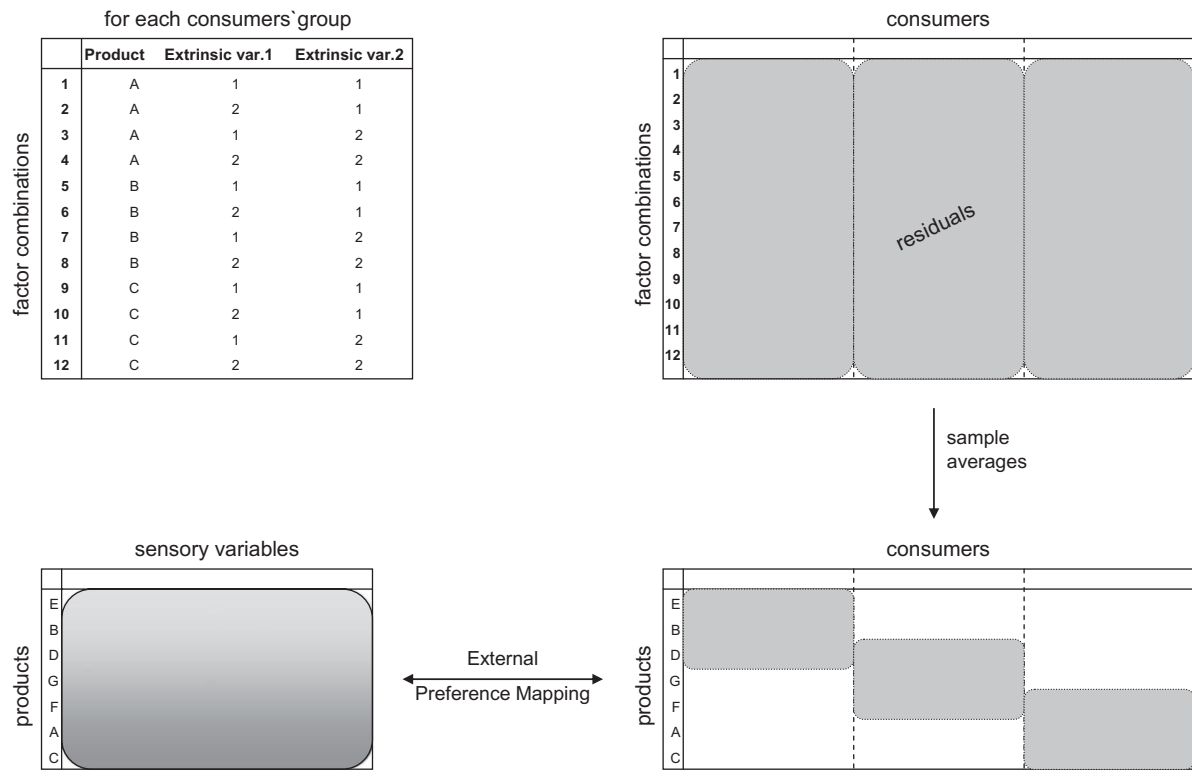 for each consumers`group
Product Extrinsic var.1 Extrinsic var.2
factor combinations
1 A 1 1
2 A 2 1
3 A 1 2
4 A 2 2
5 B 1 1
6 B 2 1
7 B 1 2
8 B 2 2
9 C 1 1
10 C 2 1
11 C 1 2
12 C 2 2
consumers
factor combinations
1
2
3
4
5
6
7
8
9
10
11
12
residuals
sample
averages
sensory variables
products
E
B
D
G
F
A
C
External
Preference Mapping
consumers
products
E
B
D
G
F
A
C